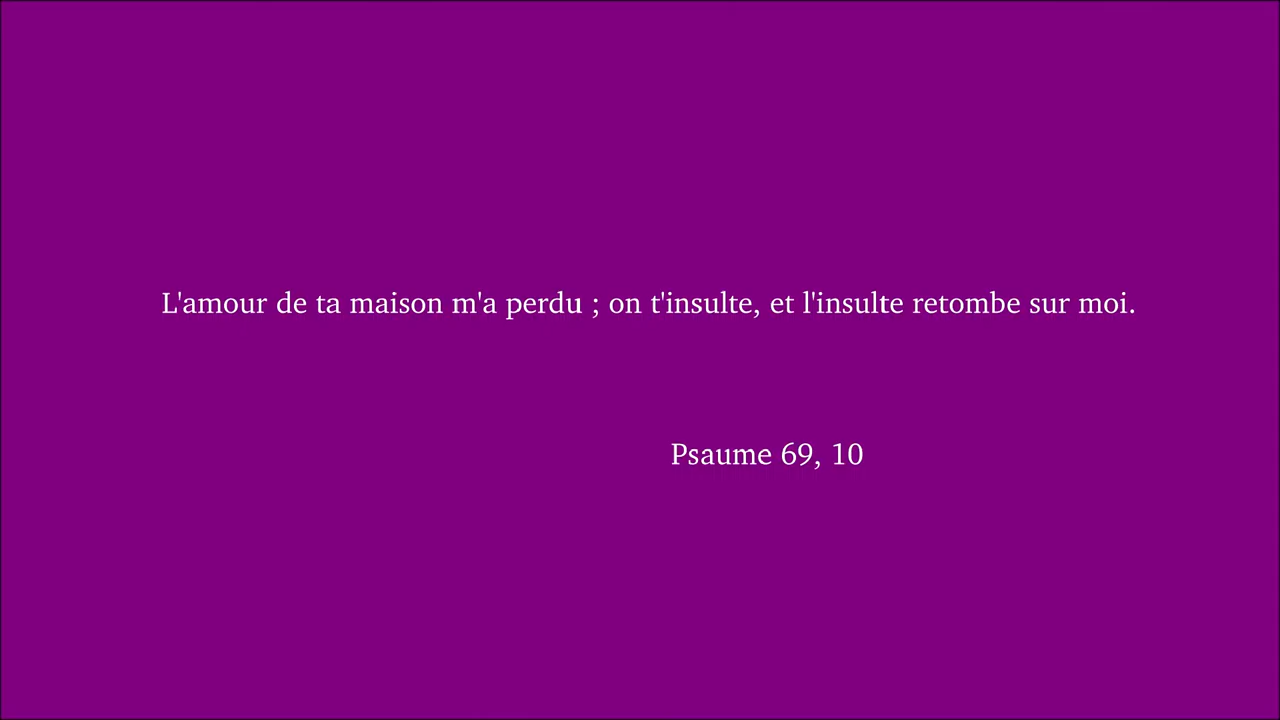 L'amour de ta maison m'a perdu ; on t'insulte, et l'insulte retombe sur moi.
Psaume 69, 10